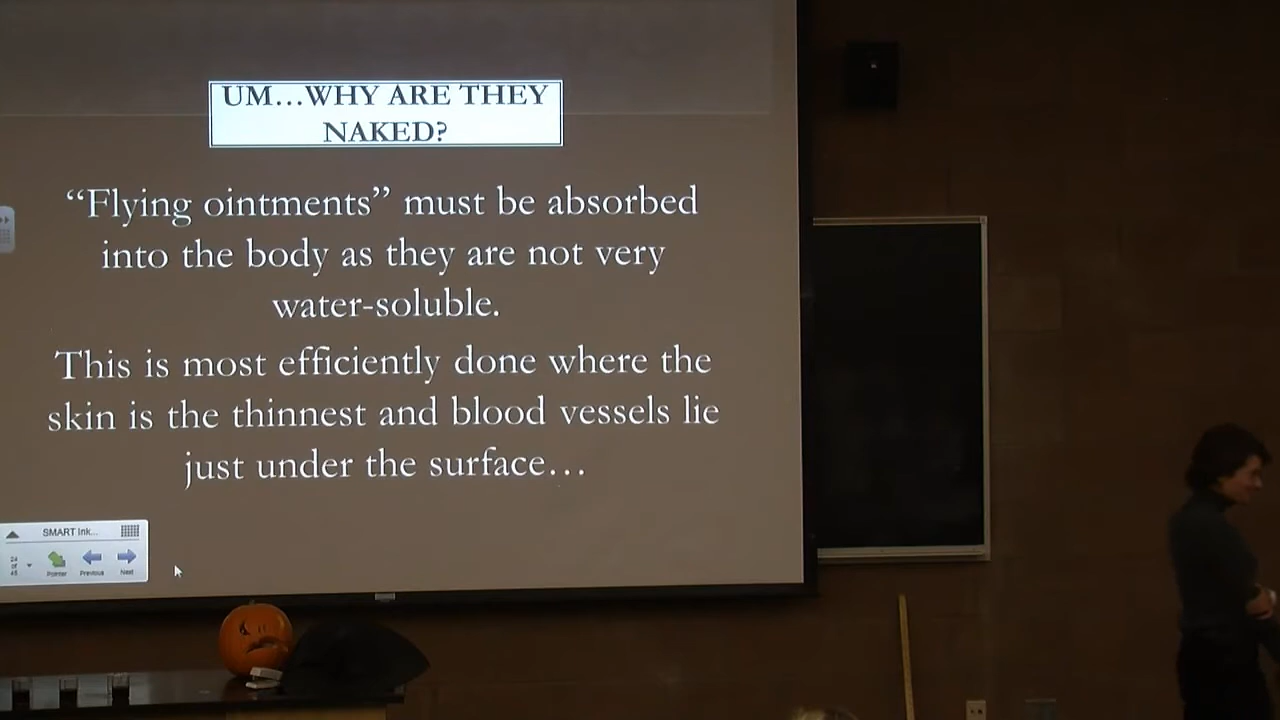 UM…WHY ARE THEY
NAKED?
“Flying ointments” must be absorbed
into the body as they are not very
water-soluble.
This is most efficiently done where the
skin is the thinnest and blood vessels lie
just under the surface…
SMART Ink...
Pointer Previous Next